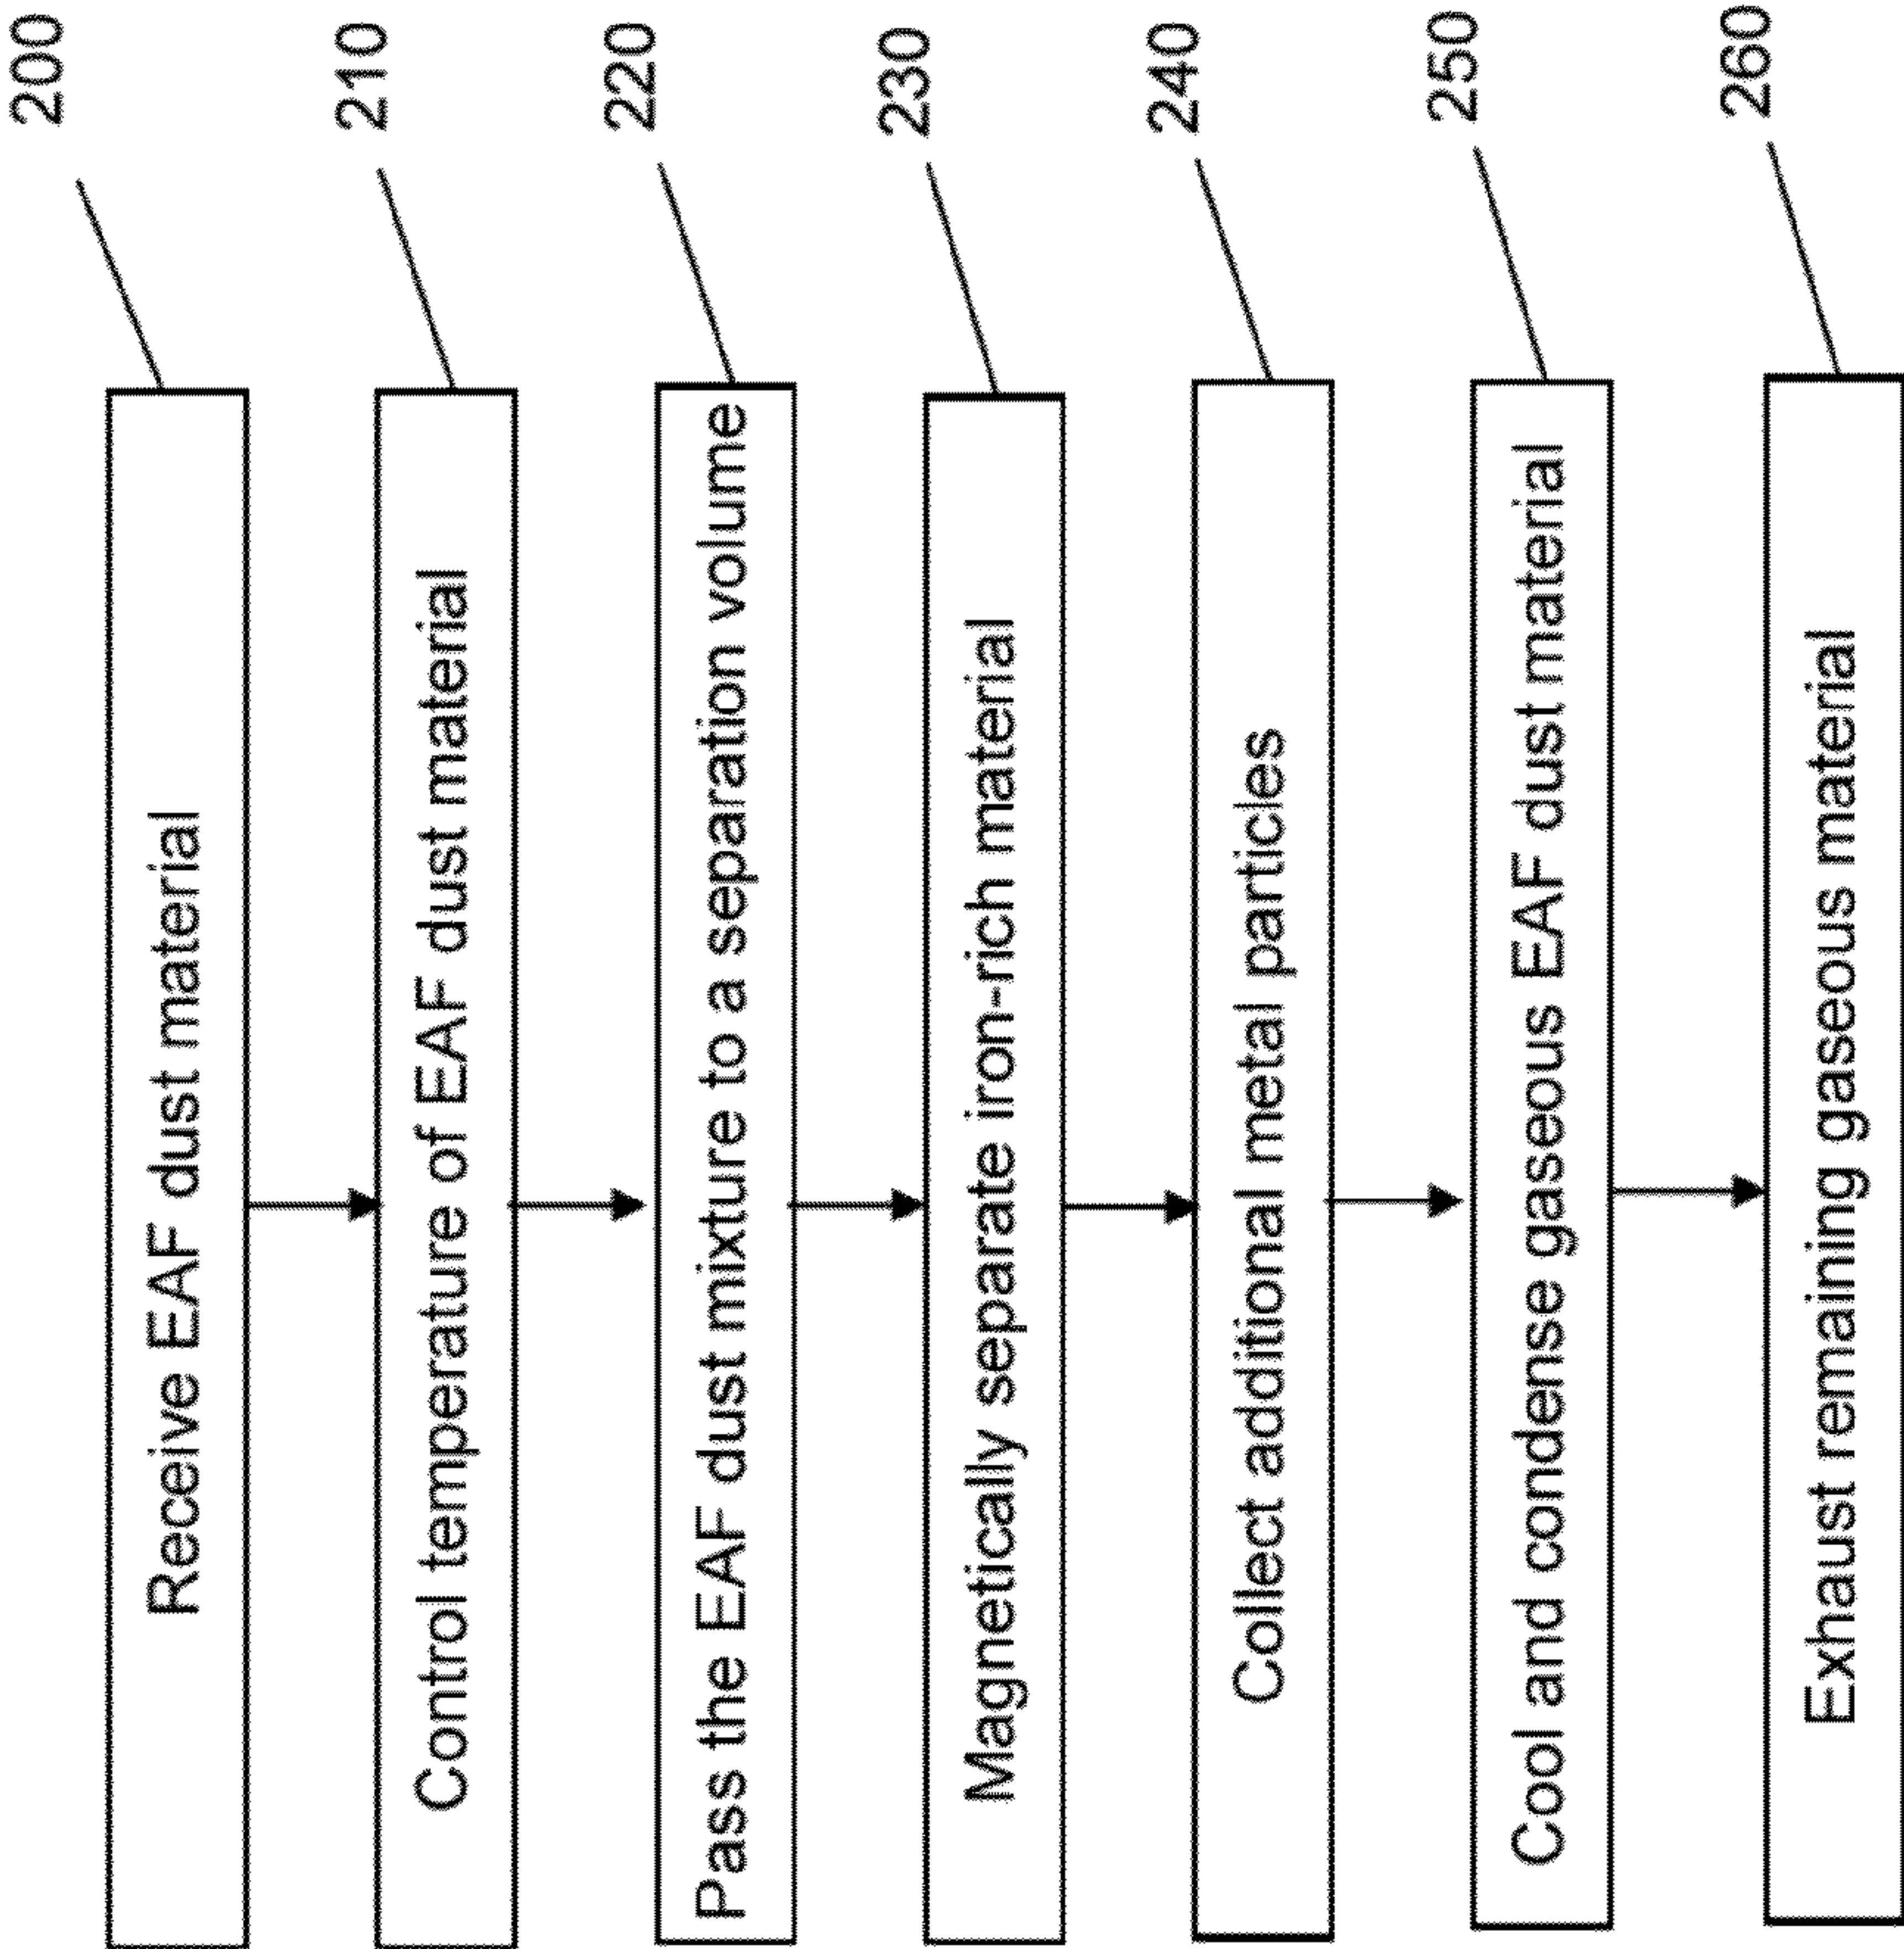 Receive EAF dust material
200
Control temperature of EAF dust material
210
Pass the EAF dust mixture to a separation volume
220
Magnetically separate iron-rich material
230
Collect additional metal particles
240
Cool and condense gaseous EAF dust material
250
Exhaust remaining gaseous material
260